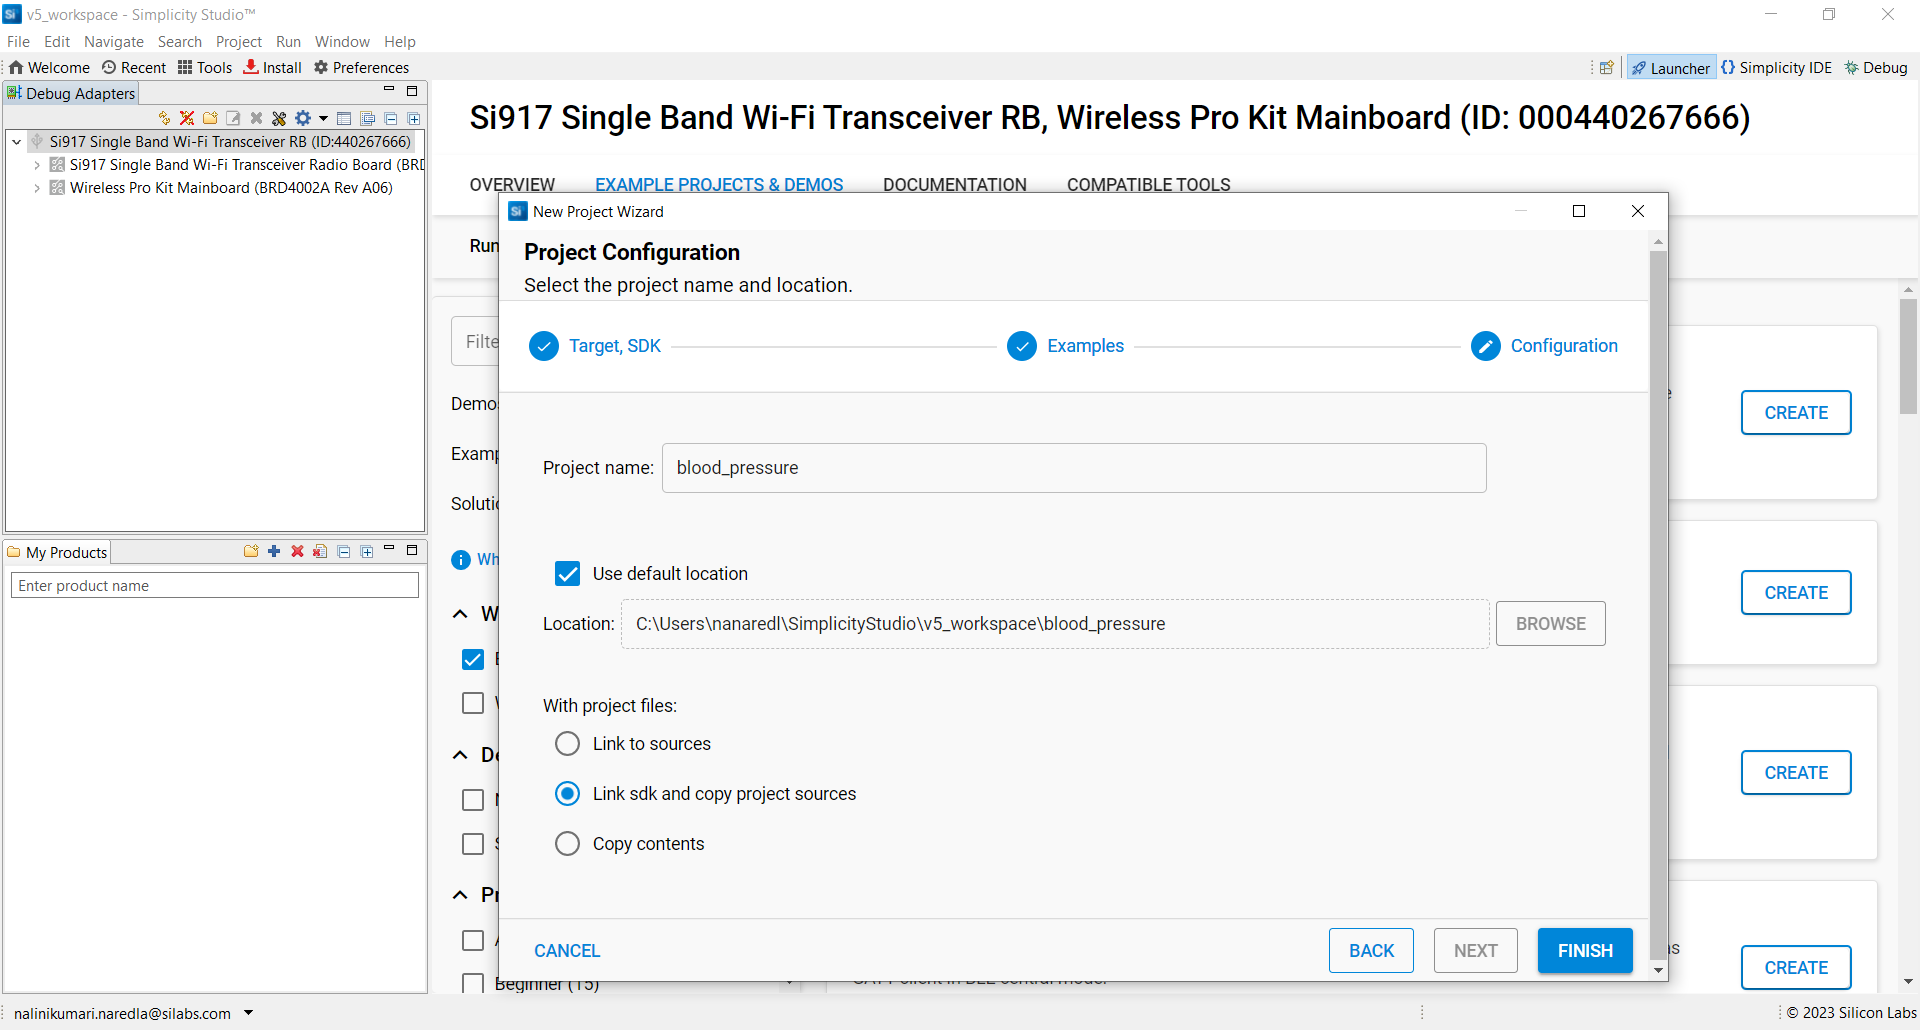 v5_workspace - Simplicity Studio™
File Edit Navigate Search Project Run Window Help
Welcome Recent Tools Install Preferences
Launcher Simplicity IDE Debug
Debug Adapters
Si917 Single Band Wi-Fi Transceiver RB (ID:440267666)
Si917 Single Band Wi-Fi Transceiver Radio Board (BRD
Wireless Pro Kit Mainboard (BRD4002A Rev A06)
My Products
Enter product name
Si917 Single Band Wi-Fi Transceiver RB, Wireless Pro Kit Mainboard (ID: 000440267666)
OVERVIEW EXAMPLE PROJECTS & DEMOS DOCUMENTATION COMPATIBLE TOOLS
Run
Filte
Demos
Examp
Solutio
Wh
W
De
Pr
Beginner (15)
New Project Wizard
Project Configuration
Select the project name and location.
Target, SDK Examples Configuration
Project name: blood_pressure
Use default location
Location: C:\Users\nanaredl\SimplicityStudio\v5_workspace\blood_pressure BROWSE
With project files:
Link to sources
Link sdk and copy project sources
Copy contents
CANCEL BACK NEXT FINISH
CREATE
CREATE
CREATE
CREATE
nalinikumari.naredla@silabs.com
© 2023 Silicon Labs